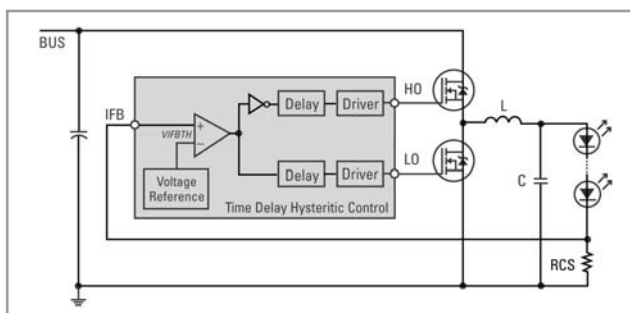 BUS
HO
IFB
VIFBTH
+
−
Delay
Driver
L
LO
Voltage
Reference
Delay
Driver
C
Time Delay Hysteritic Control
RCS